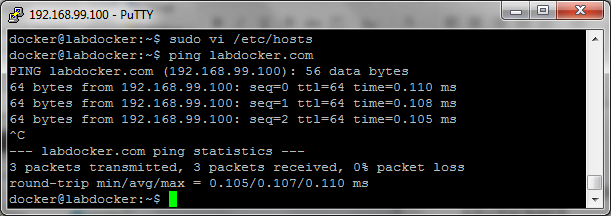 192.168.99.100 - PuTTY
docker@labdocker:~$ sudo vi /etc/hosts
docker@labdocker:~$ ping labdocker.com
PING labdocker.com (192.168.99.100): 56 data bytes
64 bytes from 192.168.99.100: seq=0 ttl=64 time=0.110 ms
64 bytes from 192.168.99.100: seq=1 ttl=64 time=0.108 ms
64 bytes from 192.168.99.100: seq=2 ttl=64 time=0.105 ms
^C
--- labdocker.com ping statistics ---
3 packets transmitted, 3 packets received, 0% packet loss
round-trip min/avg/max = 0.105/0.107/0.110 ms
docker@labdocker:~$